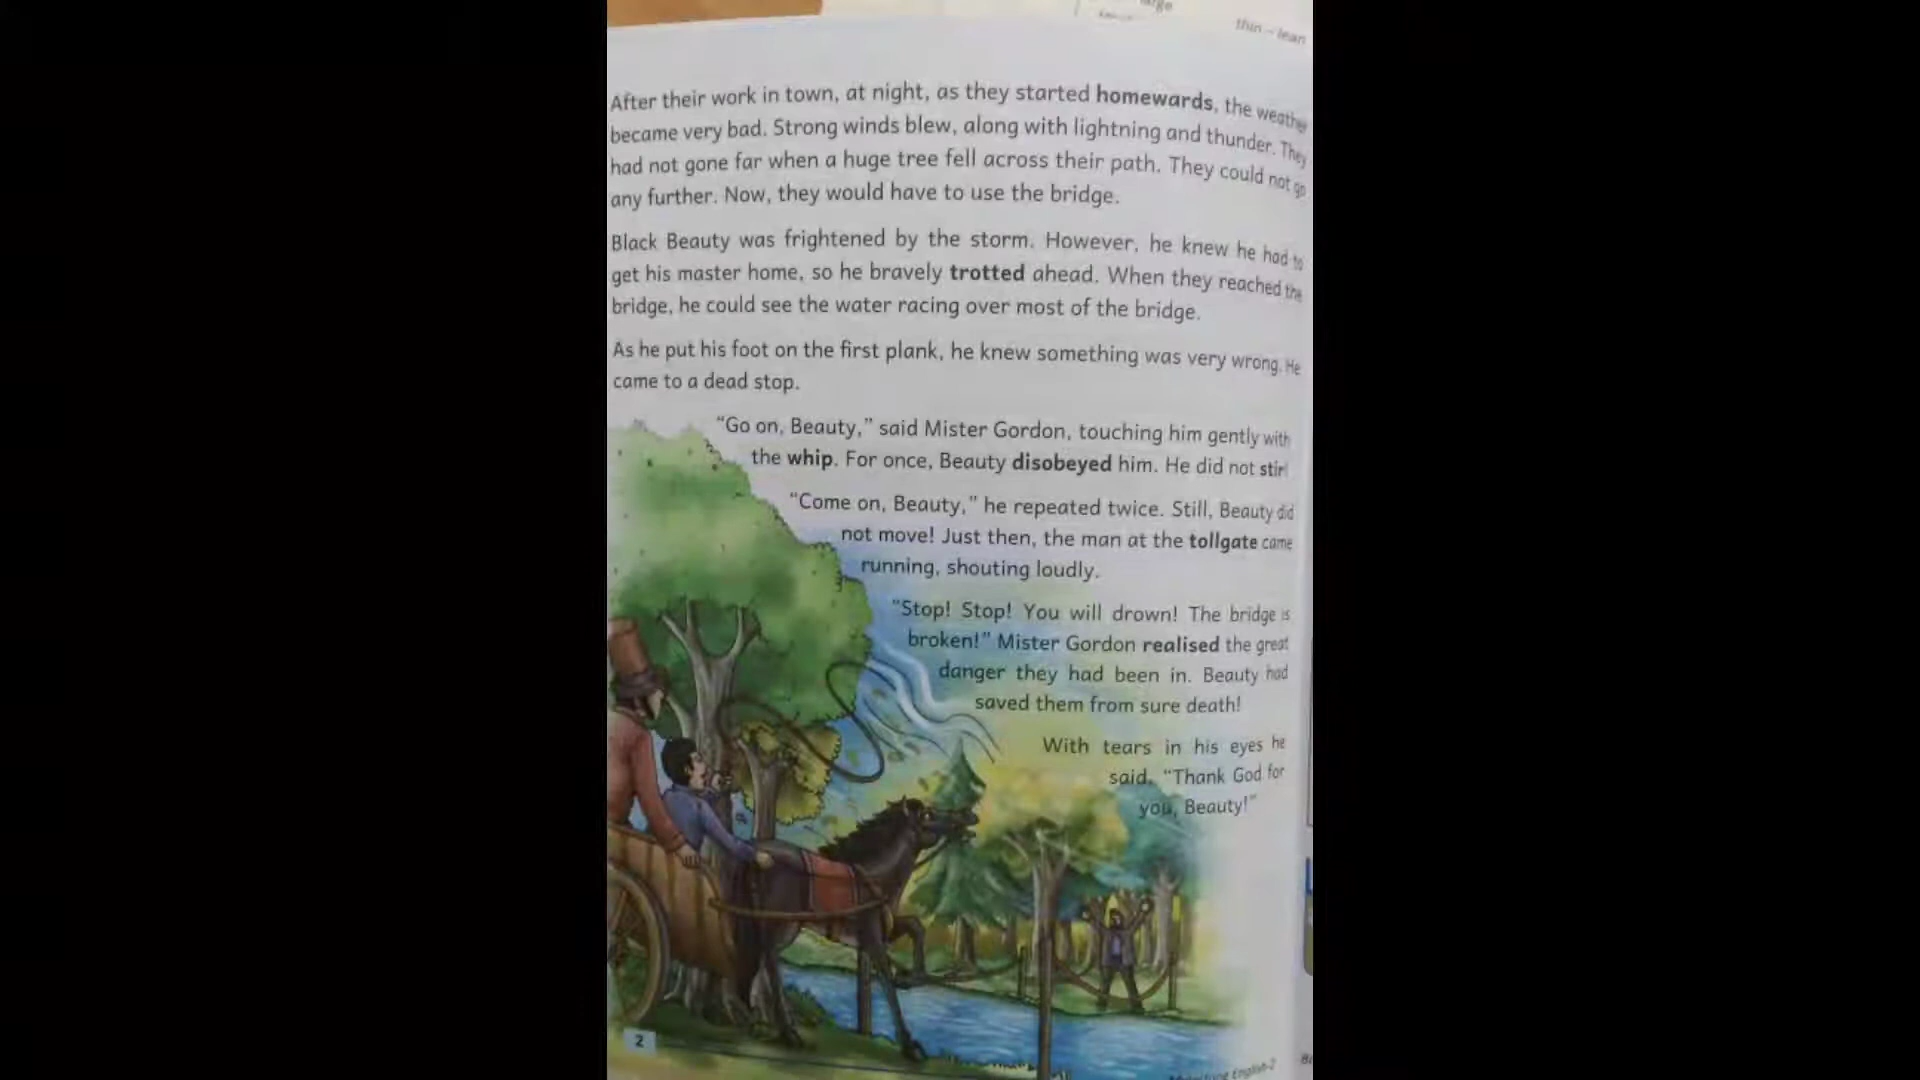 thin – lean
After their work in town, at night, as they started homewards, the weather
became very bad. Strong winds blew, along with lightning and thunder. They
had not gone far when a huge tree fell across their path. They could not go
any further. Now, they would have to use the bridge.
Black Beauty was frightened by the storm. However, he knew he had to
get his master home, so he bravely trotted ahead. When they reached the
bridge, he could see the water racing over most of the bridge.
As he put his foot on the first plank, he knew something was very wrong. He
came to a dead stop.
“Go on, Beauty,” said Mister Gordon, touching him gently with
the whip. For once, Beauty disobeyed him. He did not stir
“Come on, Beauty,” he repeated twice. Still, Beauty did
not move! Just then, the man at the tollgate came
running, shouting loudly.
“Stop! Stop! You will drown! The bridge is
broken!” Mister Gordon realised the great
danger they had been in. Beauty had
saved them from sure death!
With tears in his eyes he
said, “Thank God for
you, Beauty!”
2
English-2